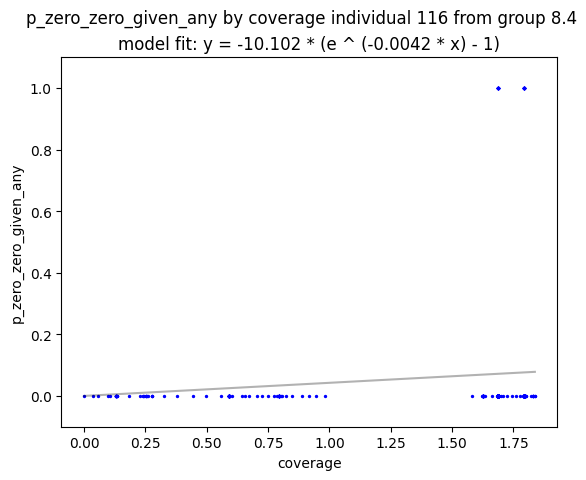 p_zero_zero_given_any by coverage individual 116 from group 8.4
model fit: y = -10.102 * (e ^ (-0.0042 * x) - 1)
1.0
0.8
0.6
0.4
0.2
0.0
p_zero_zero_given_any
0.00 0.25 0.50 0.75 1.00 1.25 1.50 1.75
coverage